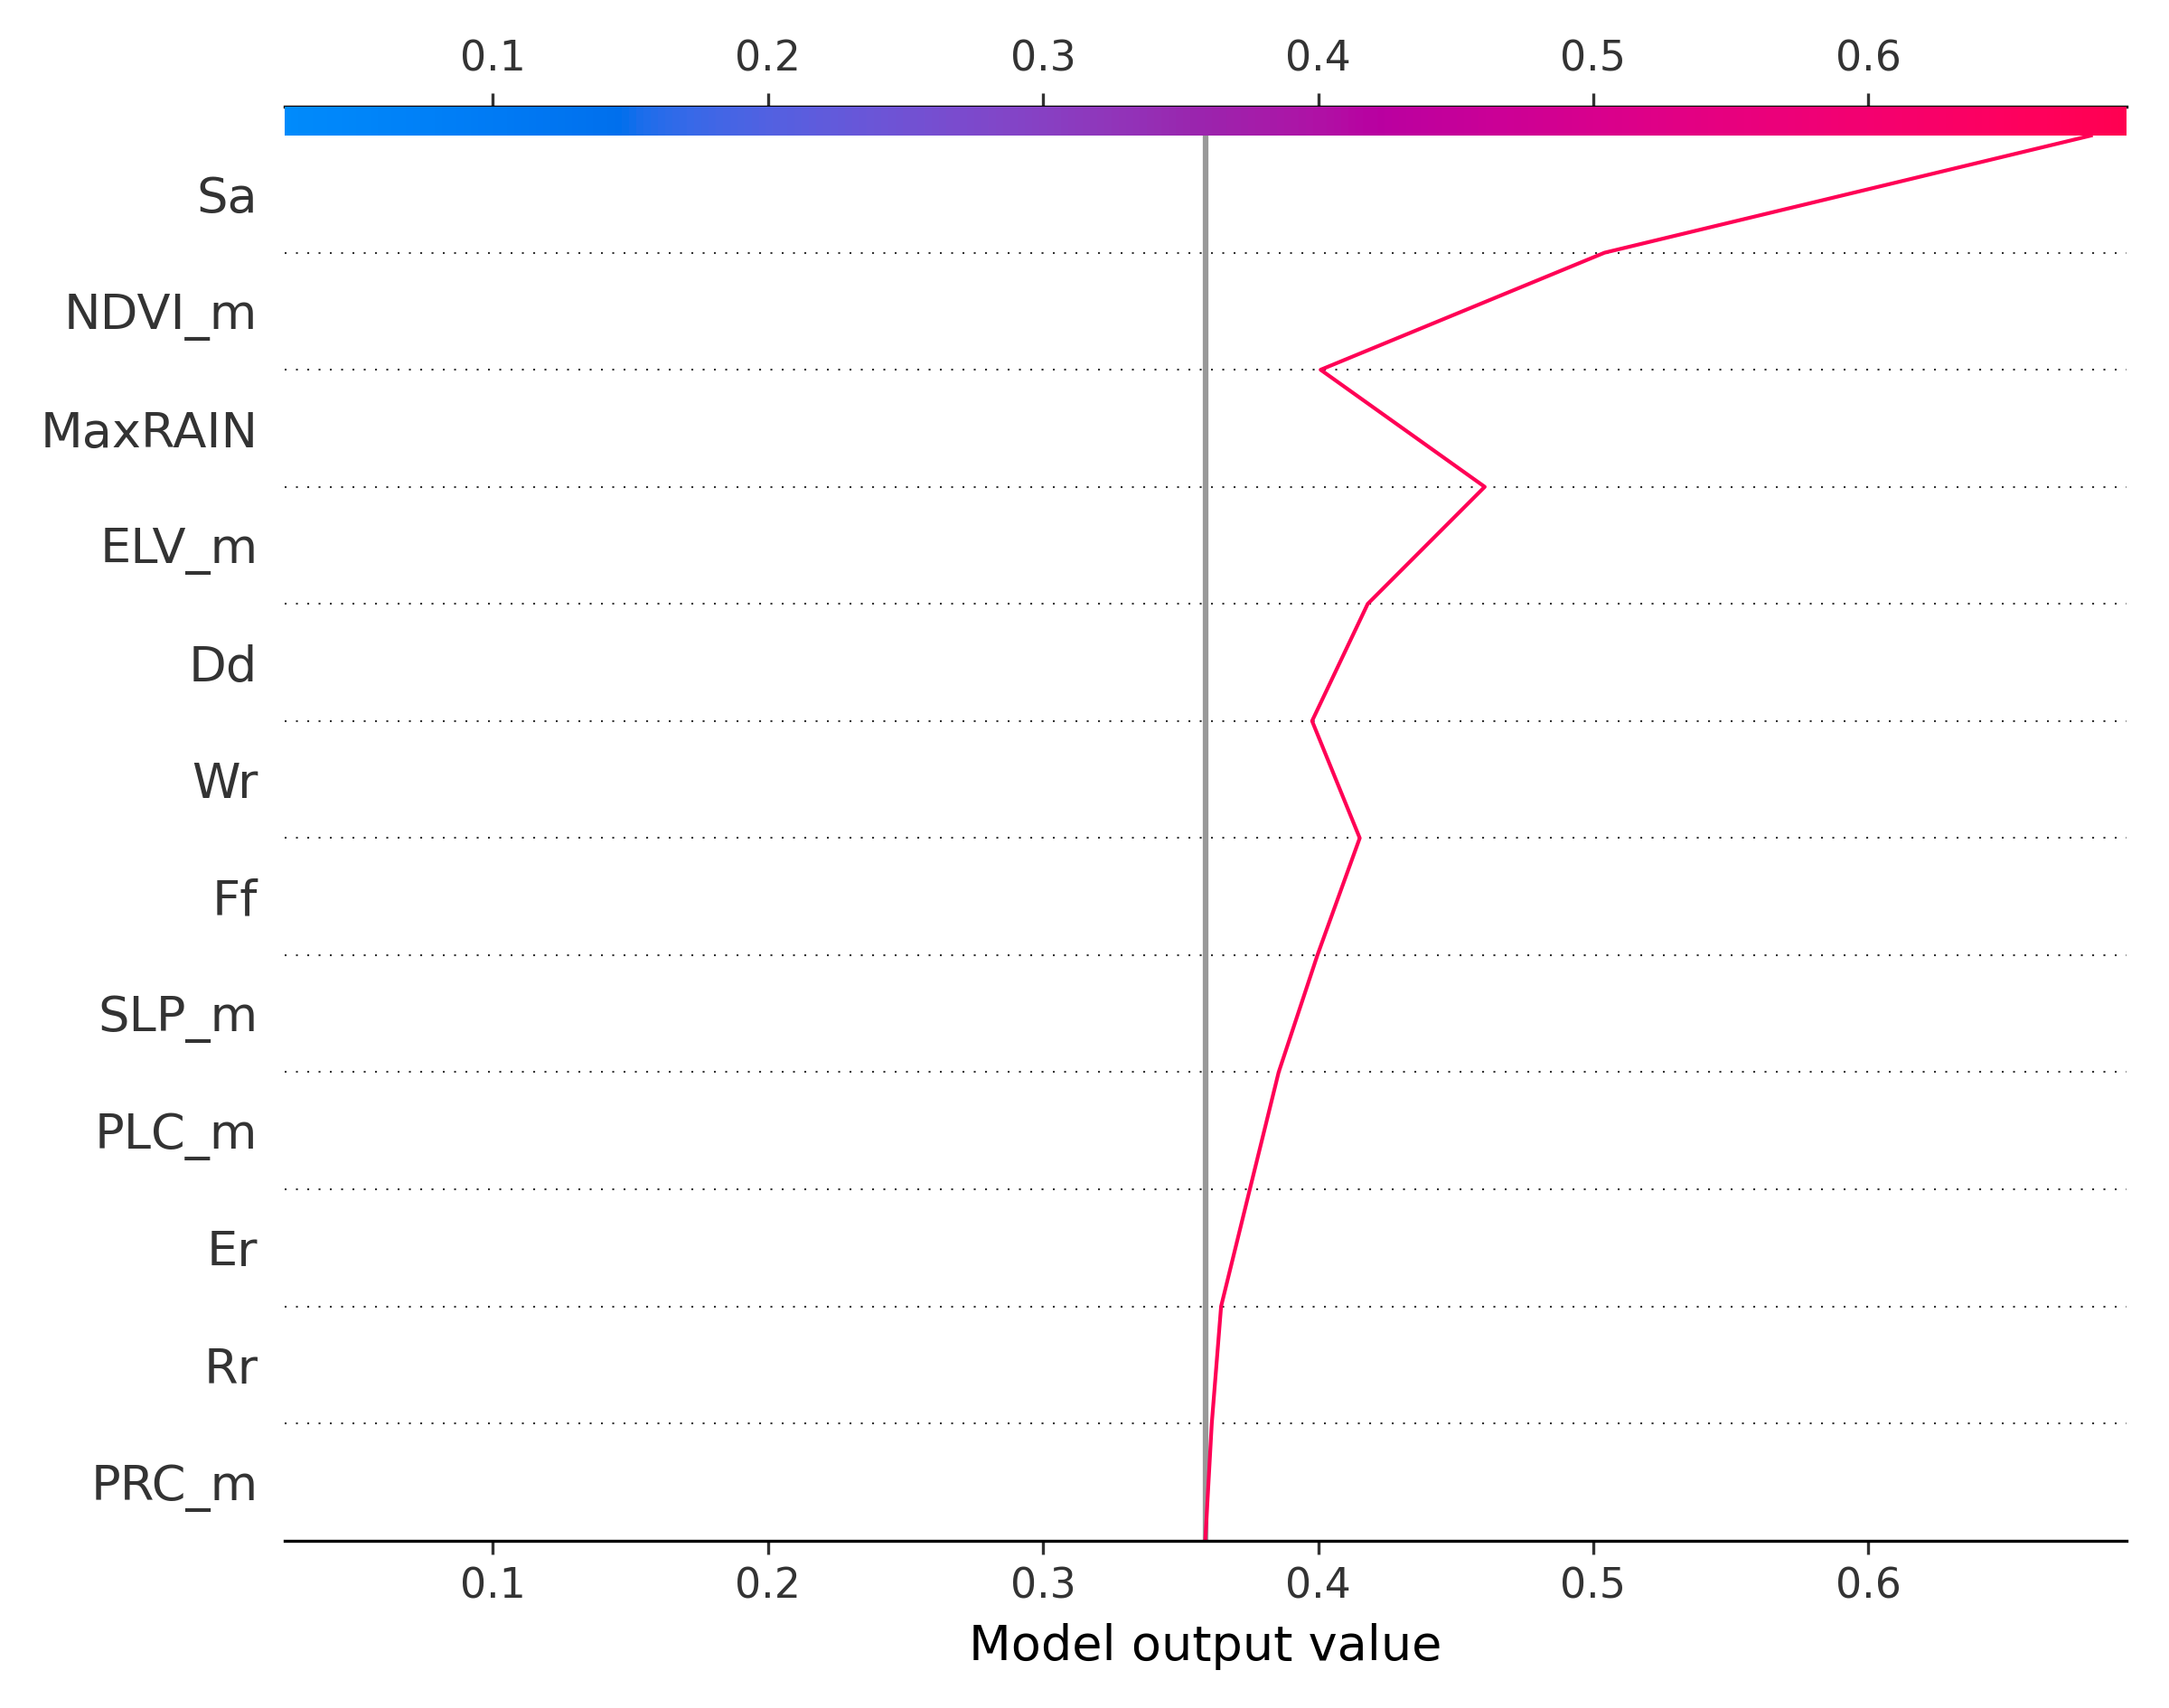 0.1 0.2 0.3 0.4 0.5 0.6
Sa
NDVI_m
MaxRAIN
ELV_m
Dd
Wr
Ff
SLP_m
PLC_m
Er
Rr
PRC_m
0.1 0.2 0.3 0.4 0.5 0.6
Model output value